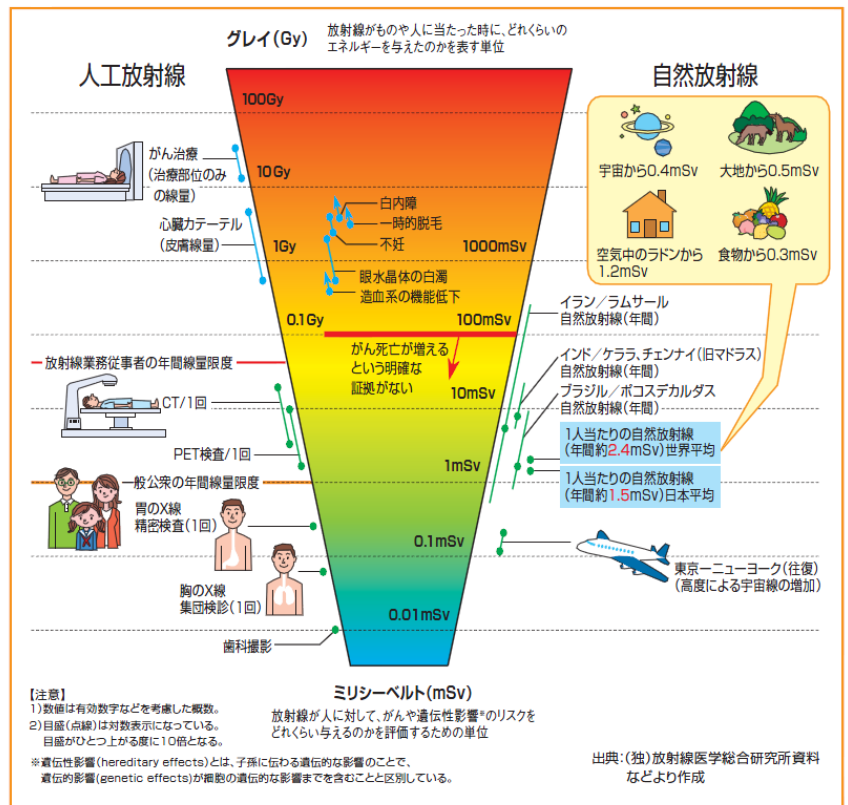 グレイ(Gy)
放射線がものや人に当たった時に、どれくらいの
エネルギーを与えたのかを表す単位
人工放射線
自然放射線
100Gy
10Gy
1Gy
0.1Gy
1000mSv
100mSv
10mSv
1mSv
0.1mSv
0.01mSv
がん治療
(治療部位のみ
の線量)
心臓カテーテル
(皮膚線量)
白内障
一時的脱毛
不妊
眼水晶体の白濁
造血系の機能低下
がん死亡が増える
という明確な
証拠がない
放射線業務従事者の年間線量限度
CT/1回
PET検査/1回
一般公衆の年間線量限度
胃のX線
精密検査(1回)
胸のX線
集団検診(1回)
歯科撮影
宇宙から0.4mSv
大地から0.5mSv
空気中のラドンから
1.2mSv
食物から0.3mSv
イラン/ラムサール
自然放射線(年間)
インド/ケララ、チェンナイ(旧マドラス)
自然放射線(年間)
ブラジル/ポコスデカルダス
自然放射線(年間)
1人当たりの自然放射線
(年間約2.4mSv)世界平均
1人当たりの自然放射線
(年間約1.5mSv)日本平均
東京ーニューヨーク(往復)
(高度による宇宙線の増加)
ミリシーベルト(mSv)
放射線が人に対して、がんや遺伝性影響※のリスクを
どれくらい与えるのかを評価するための単位
【注意】
1)数値は有効数字などを考慮した概数。
2)目盛(点線)は対数表示になっている。
目盛がひとつ上がる度に10倍となる。
※遺伝性影響(hereditary effects)とは、子孫に伝わる遺伝的な影響のことで、
遺伝的影響(genetic effects)が細胞の遺伝的な影響までを含むことと区別している。
出典:(独)放射線医学総合研究所資料
などより作成